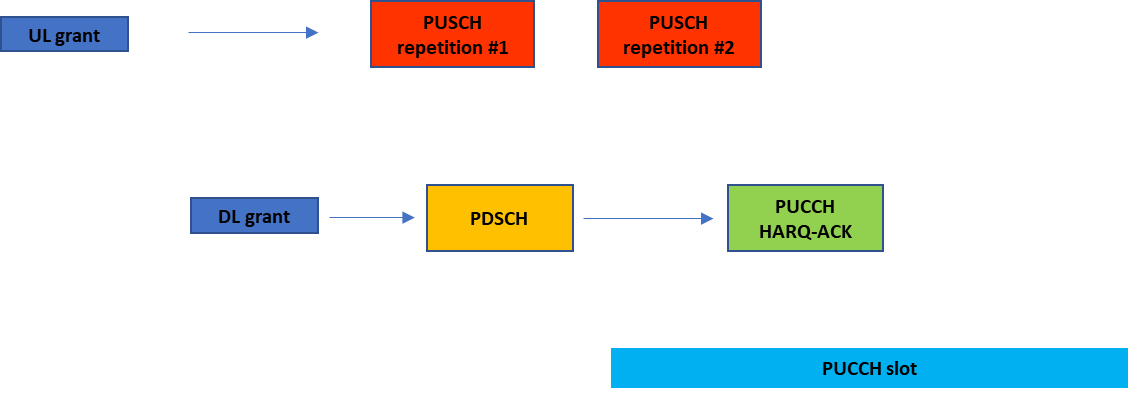 UL grant
PUSCH
repetition #1
PUSCH
repetition #2
DL grant
PDSCH
PUCCH
HARQ-ACK
PUCCH slot